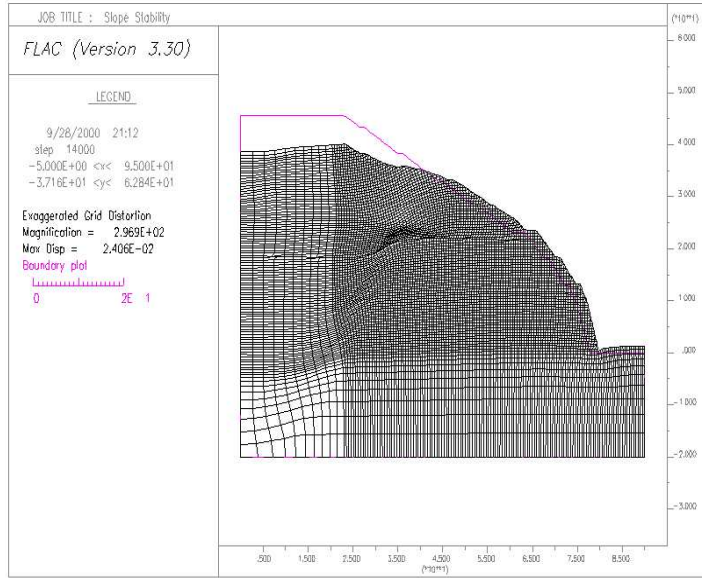 JOB TITLE : Slope Stability
FLAC (Version 3.30)
LEGEND
9/28/2000 21:12
step 14000
-5.000E+00 <x< 9.500E+01
-3.716E+01 <y< 6.284E+01
Exaggerated Grid Distortion
Magnification = 2.969E+02
Max Disp = 2.406E-02
Boundary plot
0 2E 1
(*10**1)
6.000
5.000
4.000
3.000
2.000
1.000
.000
-1.000
-2.000
-3.000
.500 1.500 2.500 3.500 4.500 5.500 6.500 7.500 8.500
(*10**1)